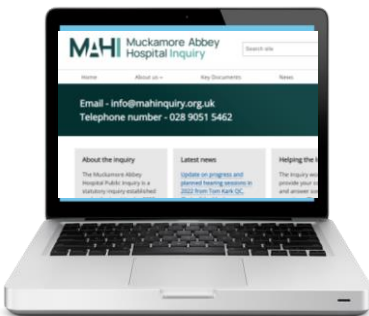 MAHI
Muckamore Abbey
Hospital Inquiry
Search site
Home About us Key Documents News
Email - info@mahinquiry.org.uk
Telephone number - 028 9051 5462
About the inquiry
The Muckamore Abbey
Hospital Public Inquiry is a
statutory inquiry established
Latest news
Update on progress and
planned hearing sessions in
2022 from Tom Kark QC,
Helping the I
The Inquiry wo
provide your co
and answer so